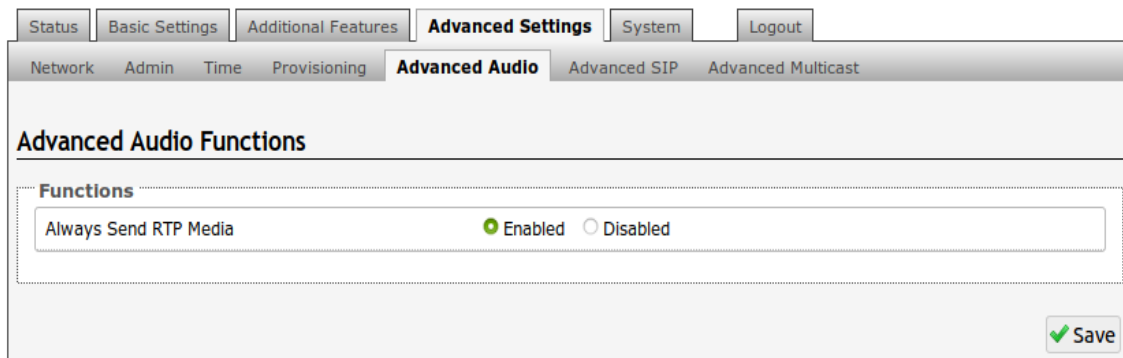 Status Basic Settings Additional Features Advanced Settings System Logout
Network Admin Time Provisioning Advanced Audio Advanced SIP Advanced Multicast
Advanced Audio Functions
Functions
Always Send RTP Media Enabled Disabled
Save